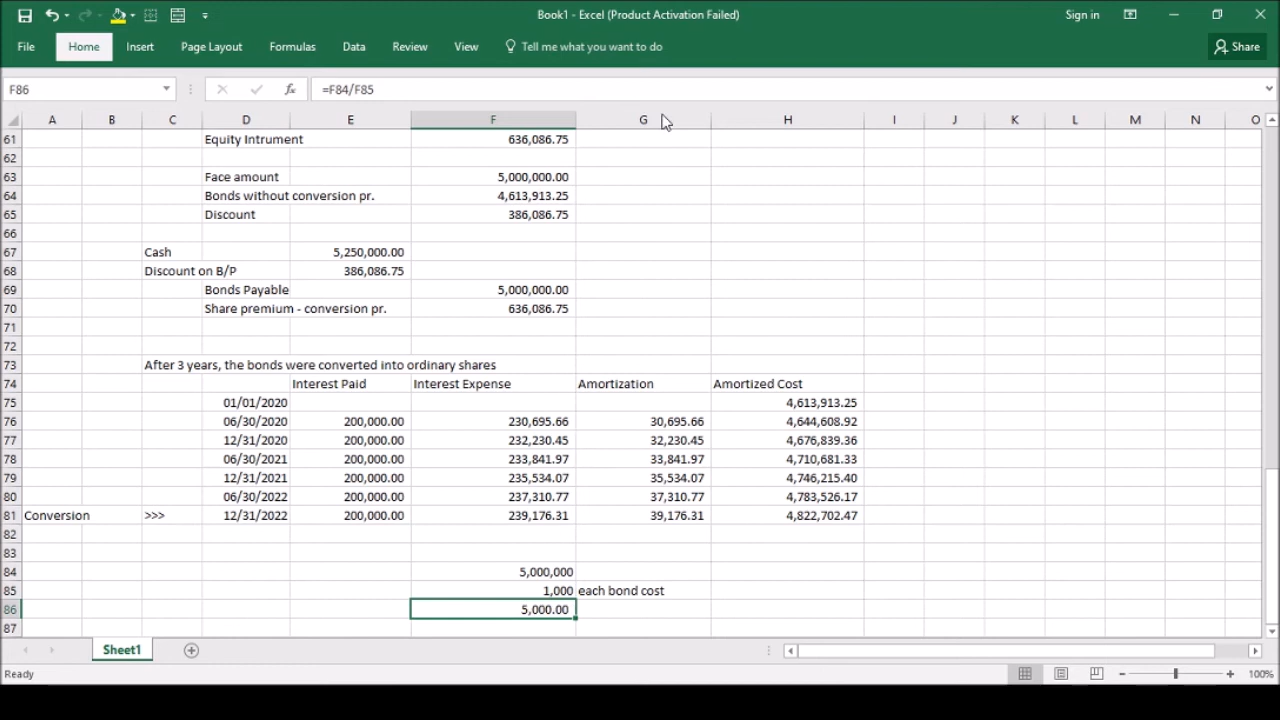 Book1 - Excel (Product Activation Failed) Sign in
File Home Insert Page Layout Formulas Data Review View Tell me what you want to do Share
F86 fx =F84/F85
A B C D E F G H I J K L M N O
61 Equity Intrument 636,086.75
62
63 Face amount 5,000,000.00
64 Bonds without conversion pr. 4,613,913.25
65 Discount 386,086.75
66
67 Cash 5,250,000.00
68 Discount on B/P 386,086.75
69 Bonds Payable 5,000,000.00
70 Share premium - conversion pr. 636,086.75
71
72
73 After 3 years, the bonds were converted into ordinary shares
74 Interest Paid Interest Expense Amortization Amortized Cost
75 01/01/2020 4,613,913.25
76 06/30/2020 200,000.00 230,695.66 30,695.66 4,644,608.92
77 12/31/2020 200,000.00 232,230.45 32,230.45 4,676,839.36
78 06/30/2021 200,000.00 233,841.97 33,841.97 4,710,681.33
79 12/31/2021 200,000.00 235,534.07 35,534.07 4,746,215.40
80 06/30/2022 200,000.00 237,310.77 37,310.77 4,783,526.17
81 Conversion >>> 12/31/2022 200,000.00 239,176.31 39,176.31 4,822,702.47
82
83
84 5,000,000
85 1,000 each bond cost
86 5,000.00
87
Sheet1
Ready 100%